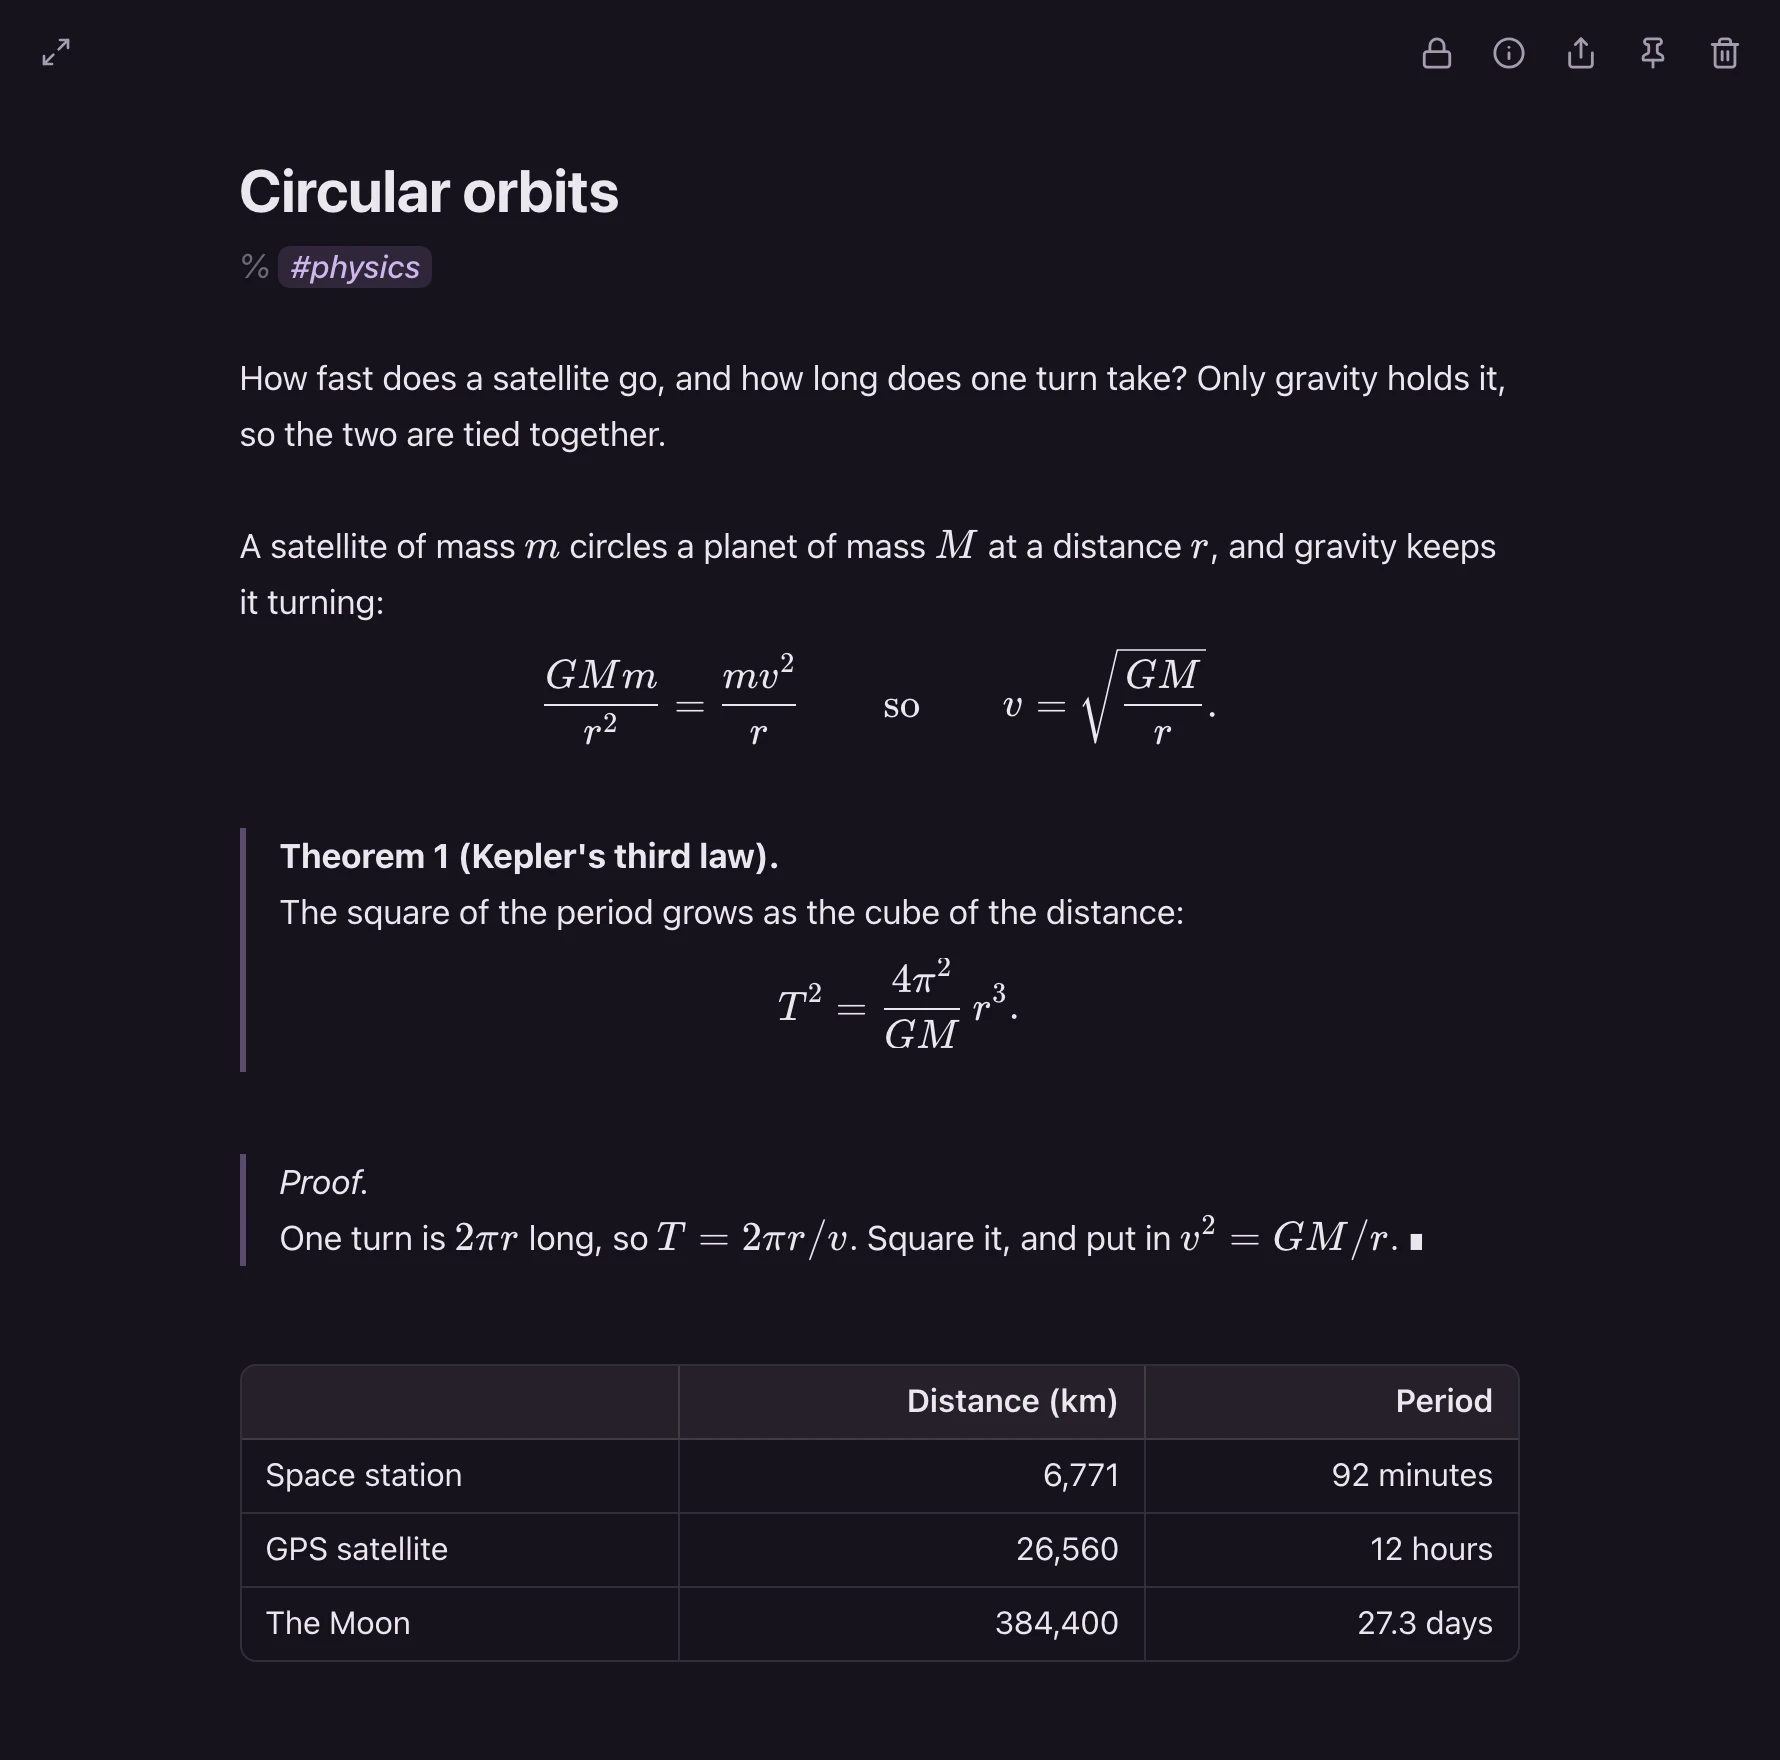 Circular orbits
% #physics
How fast does a satellite go, and how long does one turn take? Only gravity holds it,
so the two are tied together.
A satellite of mass m circles a planet of mass M at a distance r, and gravity keeps
it turning:
GMm/r² = mv²/r so v = √(GM/r).
Theorem 1 (Kepler's third law).
The square of the period grows as the cube of the distance:
T² = 4π²/GM r³.
Proof.
One turn is 2πr long, so T = 2πr/v. Square it, and put in v² = GM/r. ∎
Distance (km) Period
Space station 6,771 92 minutes
GPS satellite 26,560 12 hours
The Moon 384,400 27.3 days